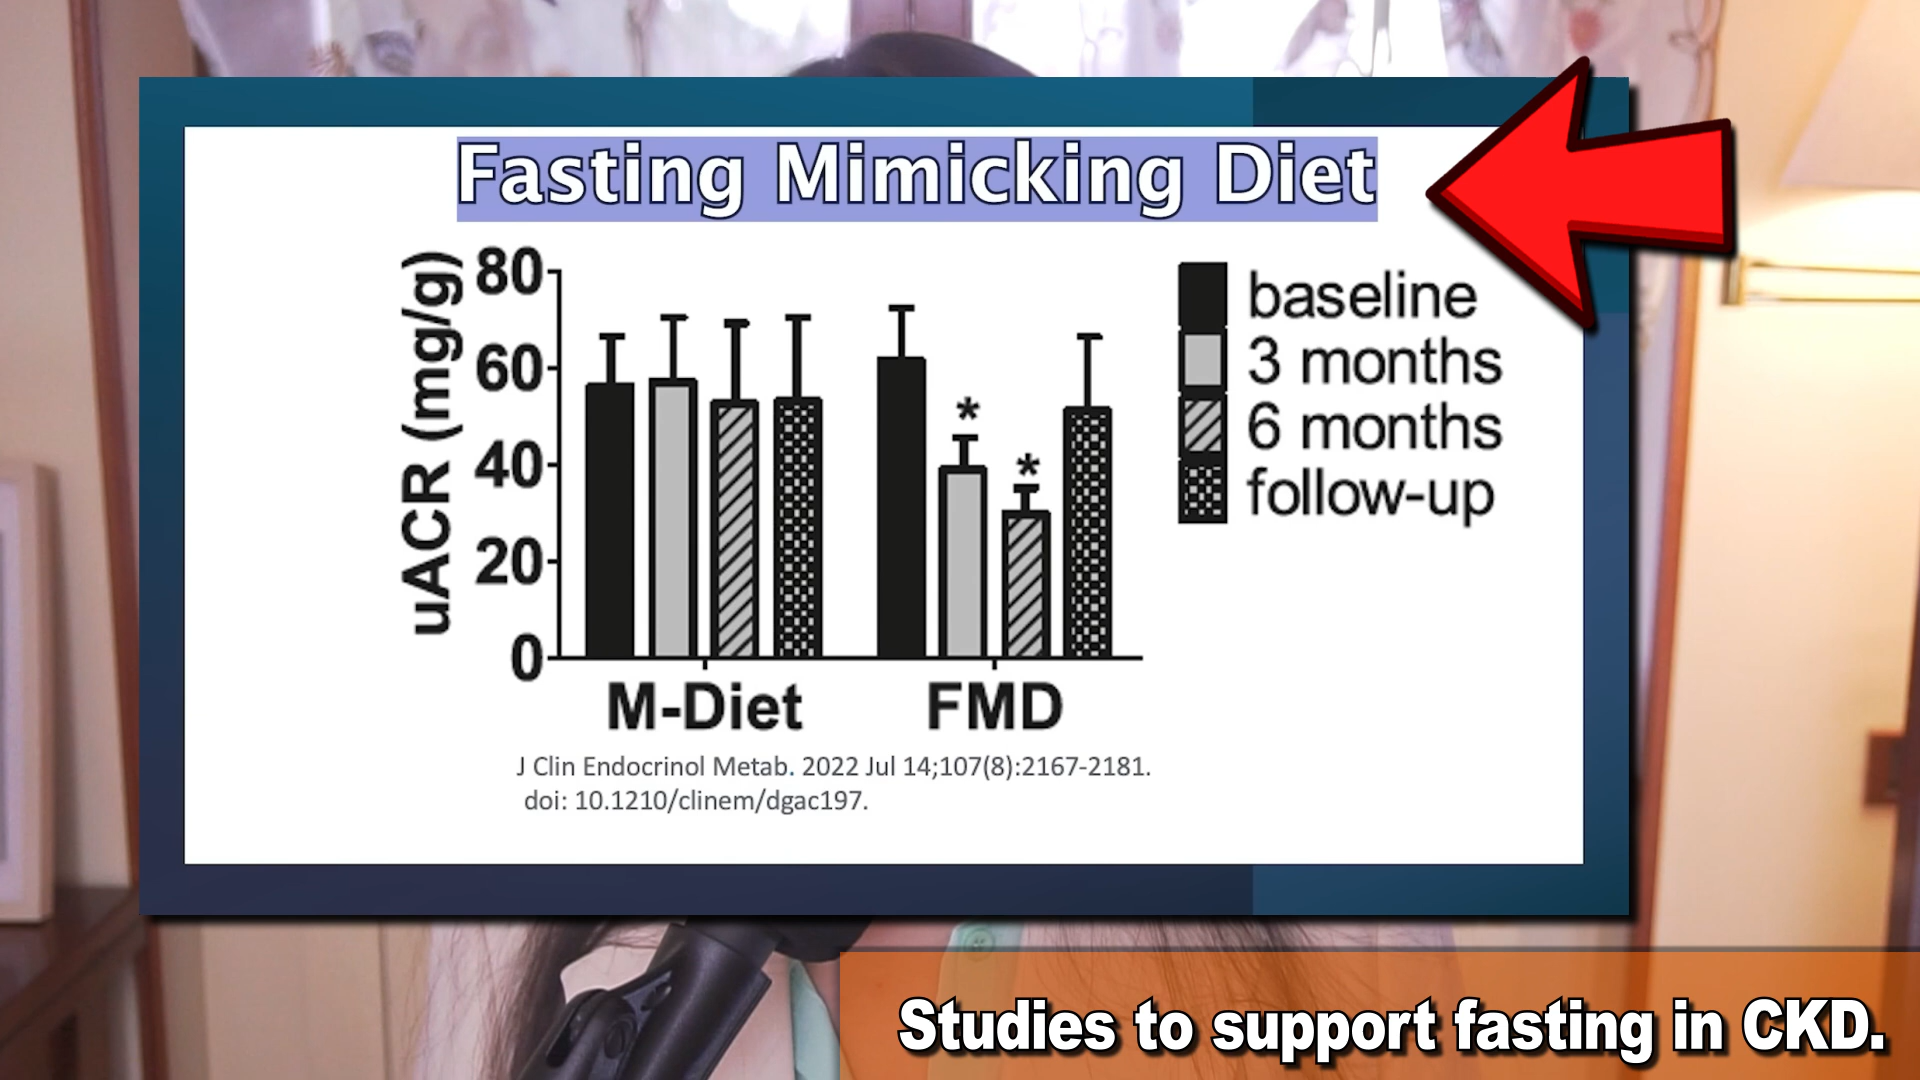 Fasting Mimicking Diet
uACR (mg/g)
80
60
40
20
0
*
*
M-Diet
FMD
baseline
3 months
6 months
follow-up
J Clin Endocrinol Metab. 2022 Jul 14;107(8):2167-2181.
doi: 10.1210/clinem/dgac197.
Studies to support fasting in CKD.